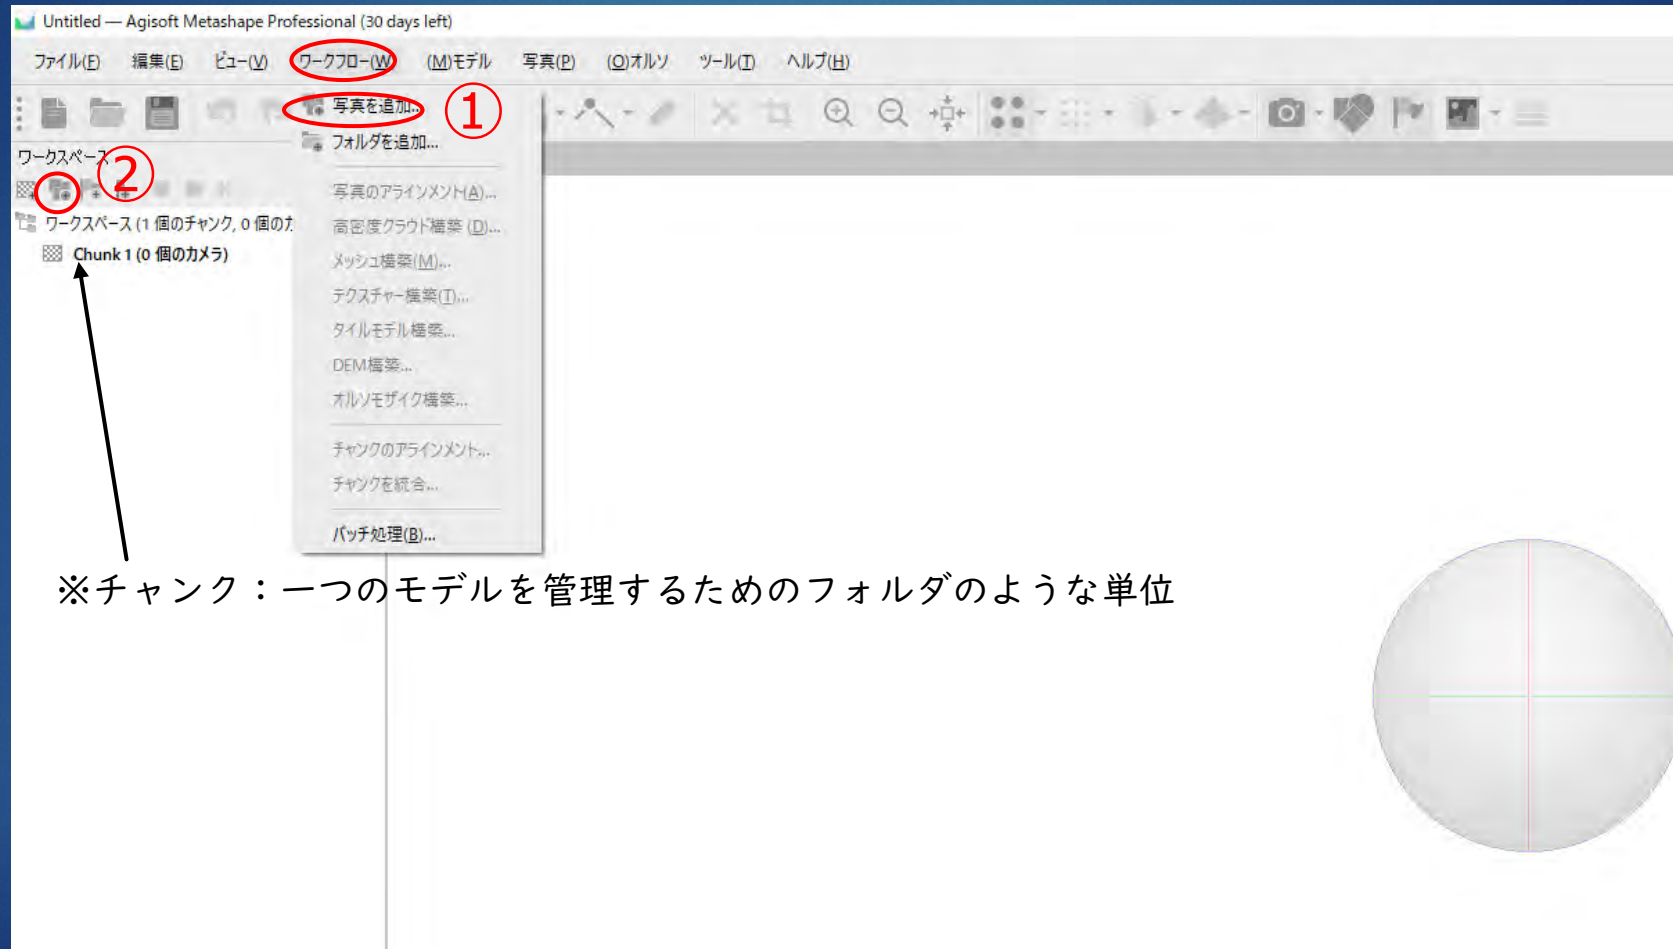 Untitled — Agisoft Metashape Professional (30 days left)
ファイル(F) 編集(E) ビュー(V) ワークフロー(W) (M)モデル 写真(P) (O)オルソ ツール(T) ヘルプ(H)
写真を追加...
①
フォルダを追加...
ワークスペース
②
写真のアラインメント(A)...
ワークスペース (1 個のチャンク, 0 個の
高密度クラウド構築 (D)...
Chunk 1 (0 個のカメラ)
メッシュ構築(M)...
テクスチャー構築(T)...
タイルモデル構築...
DEM構築...
オルソモザイク構築...
チャンクのアラインメント...
チャンクを統合...
バッチ処理(B)...
※チャンク：一つのモデルを管理するためのフォルダのような単位